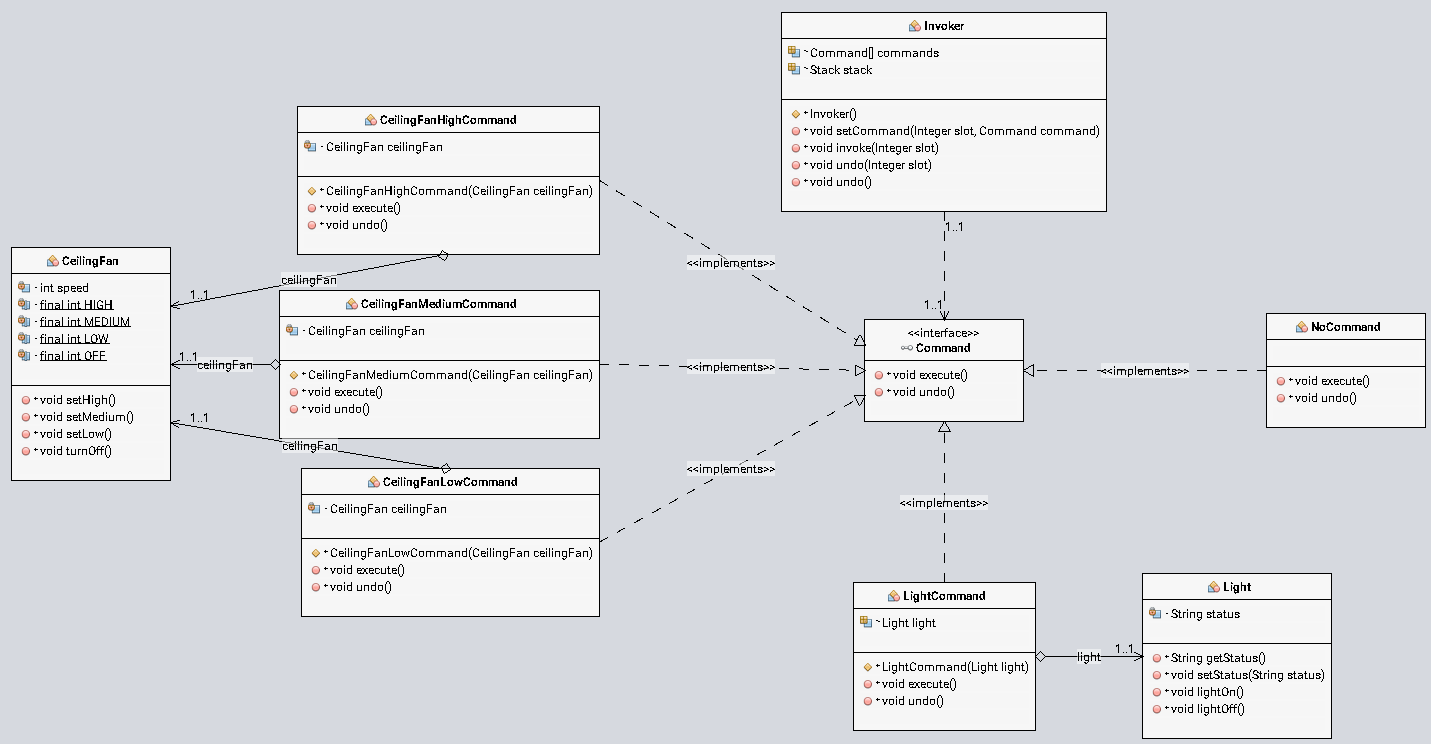 Invoker
~Command[] commands
~Stack stack
+Invoker()
+void setCommand(Integer slot, Command command)
+void invoke(Integer slot)
+void undo(Integer slot)
+void undo()
CeilingFanHighCommand
- CeilingFan ceilingFan
+CeilingFanHighCommand(CeilingFan ceilingFan)
+void execute()
+void undo()
CeilingFan
- int speed
- final int HIGH
- final int MEDIUM
- final int LOW
- final int OFF
+void setHigh()
+void setMedium()
+void setLow()
+void turnOff()
ceilingFan
1..1
CeilingFanMediumCommand
- CeilingFan ceilingFan
+CeilingFanMediumCommand(CeilingFan ceilingFan)
+void execute()
+void undo()
1..1
ceilingFan
1..1
ceilingFan
CeilingFanLowCommand
- CeilingFan ceilingFan
+CeilingFanLowCommand(CeilingFan ceilingFan)
+void execute()
+void undo()
<<implements>>
<<implements>>
<<implements>>
1..1
1..1
<<interface>>
Command
+void execute()
+void undo()
<<implements>>
NoCommand
+void execute()
+void undo()
<<implements>>
LightCommand
~Light light
+LightCommand(Light light)
+void execute()
+void undo()
light
1..1
Light
- String status
+String getStatus()
+void setStatus(String status)
+void lightOn()
+void lightOff()